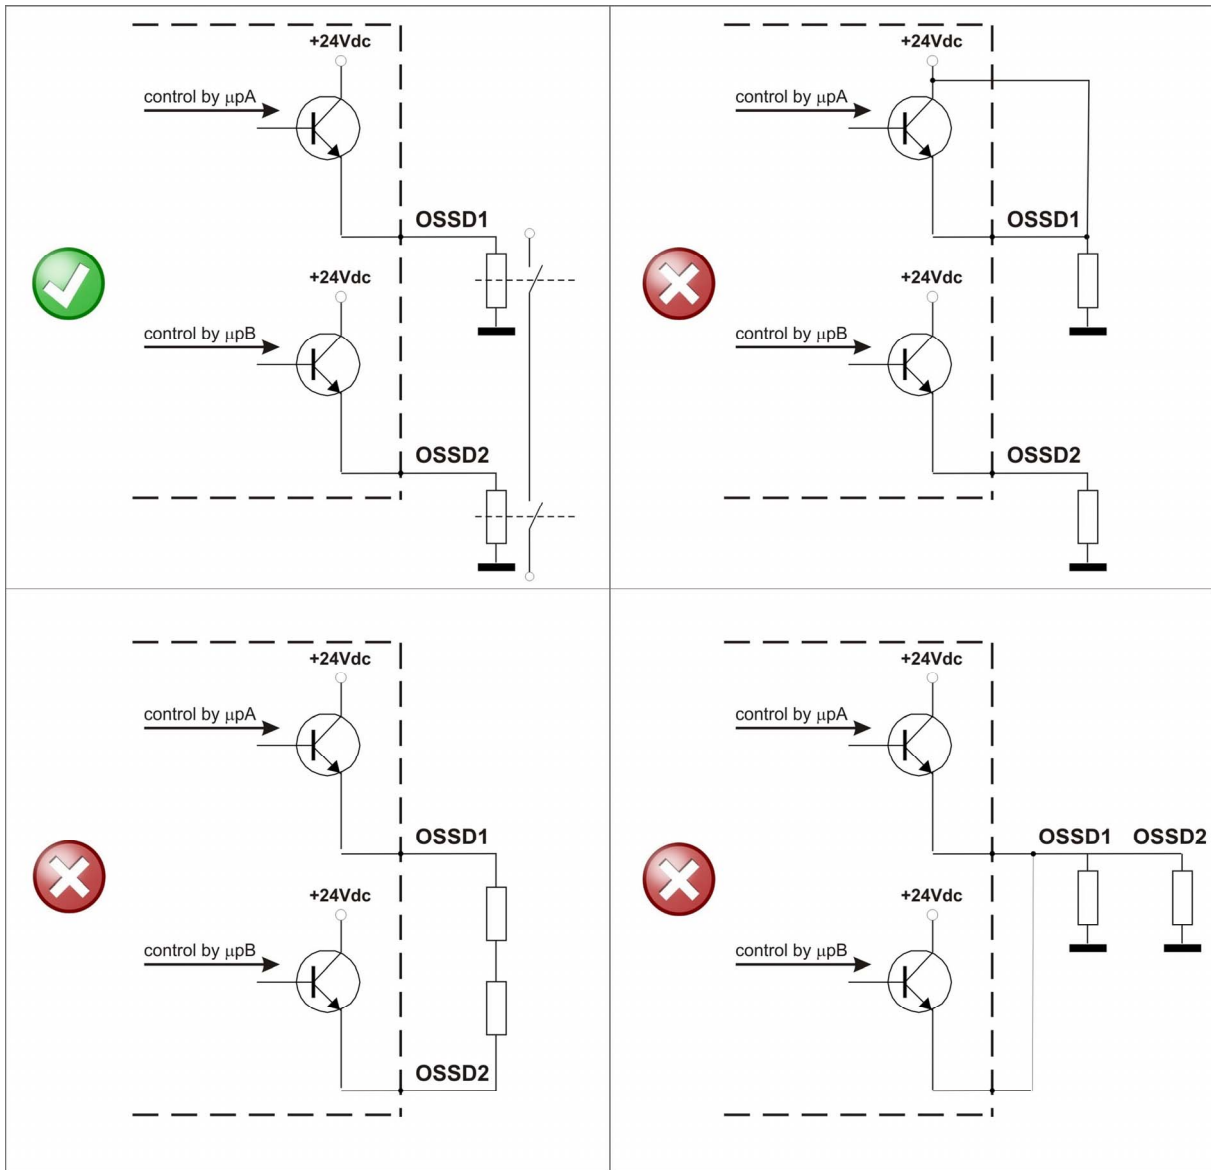 +24Vdc
control by μpA
OSSD1
+24Vdc
control by μpB
OSSD2
+24Vdc
control by μpA
OSSD1
+24Vdc
control by μpB
OSSD2
+24Vdc
control by μpA
OSSD1
+24Vdc
control by μpB
OSSD2
+24Vdc
control by μpA
OSSD1 OSSD2
+24Vdc
control by μpB